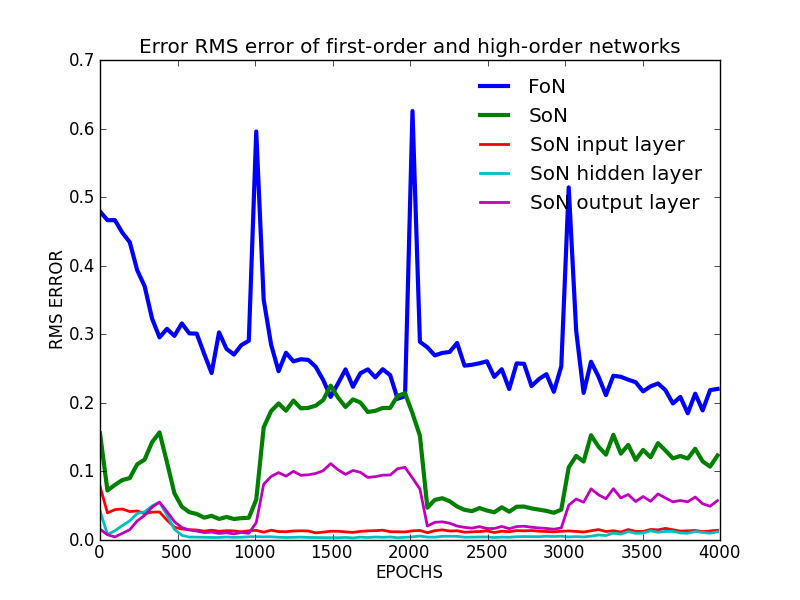 Error RMS error of first-order and high-order networks
0.7
0.6
0.5
0.4
0.3
0.2
0.1
0.0
RMS ERROR
FoN
SoN
SoN input layer
SoN hidden layer
SoN output layer
0 500 1000 1500 2000 2500 3000 3500 4000
EPOCHS